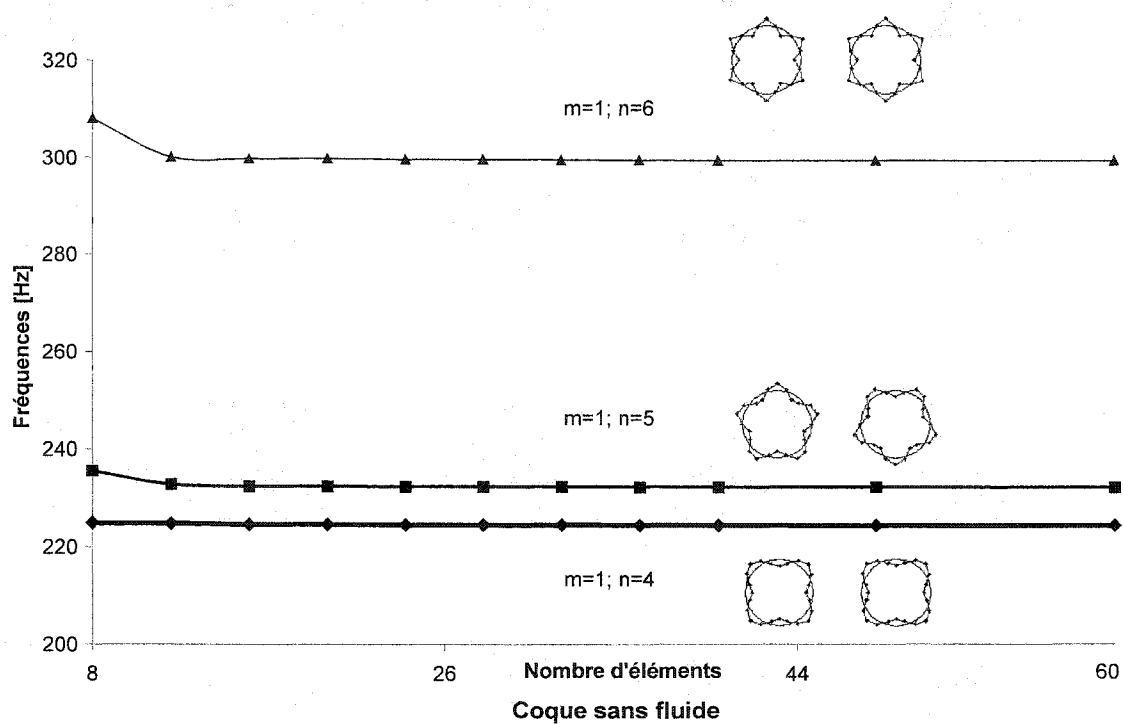 320
m=1; n=6
300
280
Fréquences [Hz]
260
m=1; n=5
240
220
m=1; n=4
200
8
26
Nombre d'éléments
44
60
Coque sans fluide